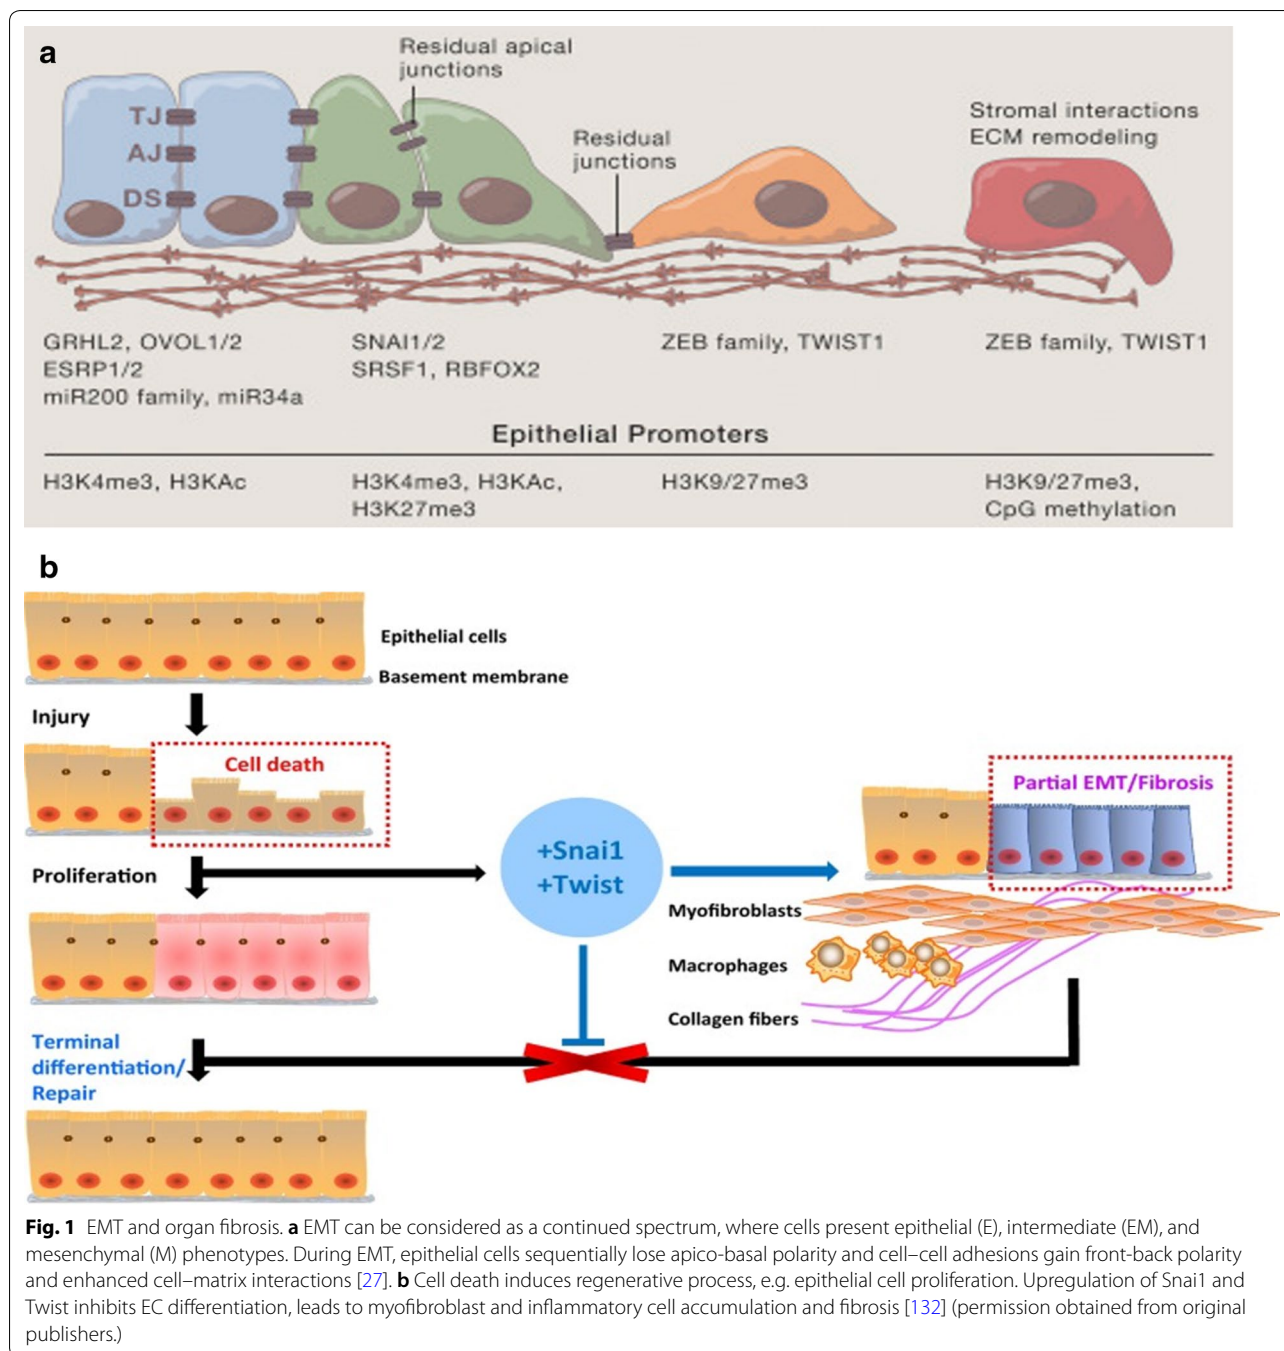 a
Residual apical
junctions
TJ
AJ
DS
Residual
junctions
Stromal interactions
ECM remodeling
GRHL2, OVOL1/2
ESRP1/2
miR200 family, miR34a
SNAI1/2
SRSF1, RBFOX2
ZEB family, TWIST1
ZEB family, TWIST1
Epithelial Promoters
H3K4me3, H3KAc
H3K4me3, H3KAc,
H3K27me3
H3K9/27me3
H3K9/27me3,
CpG methylation
b
Epithelial cells
Basement membrane
Injury
Cell death
Partial EMT/Fibrosis
Proliferation
+Snai1
+Twist
Myofibroblasts
Macrophages
Collagen fibers
Terminal
differentiation/
Repair
Fig. 1 EMT and organ fibrosis. a EMT can be considered as a continued spectrum, where cells present epithelial (E), intermediate (EM), and
mesenchymal (M) phenotypes. During EMT, epithelial cells sequentially lose apico-basal polarity and cell–cell adhesions gain front-back polarity
and enhanced cell–matrix interactions [27]. b Cell death induces regenerative process, e.g. epithelial cell proliferation. Upregulation of Snai1 and
Twist inhibits EC differentiation, leads to myofibroblast and inflammatory cell accumulation and fibrosis [132] (permission obtained from original
publishers.)